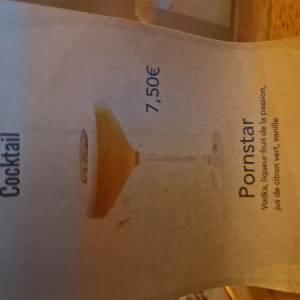 Cocktail
7,50€
Pornstar
Vodka, liqueur fruit de la passion,
jus de citron vert, vanille